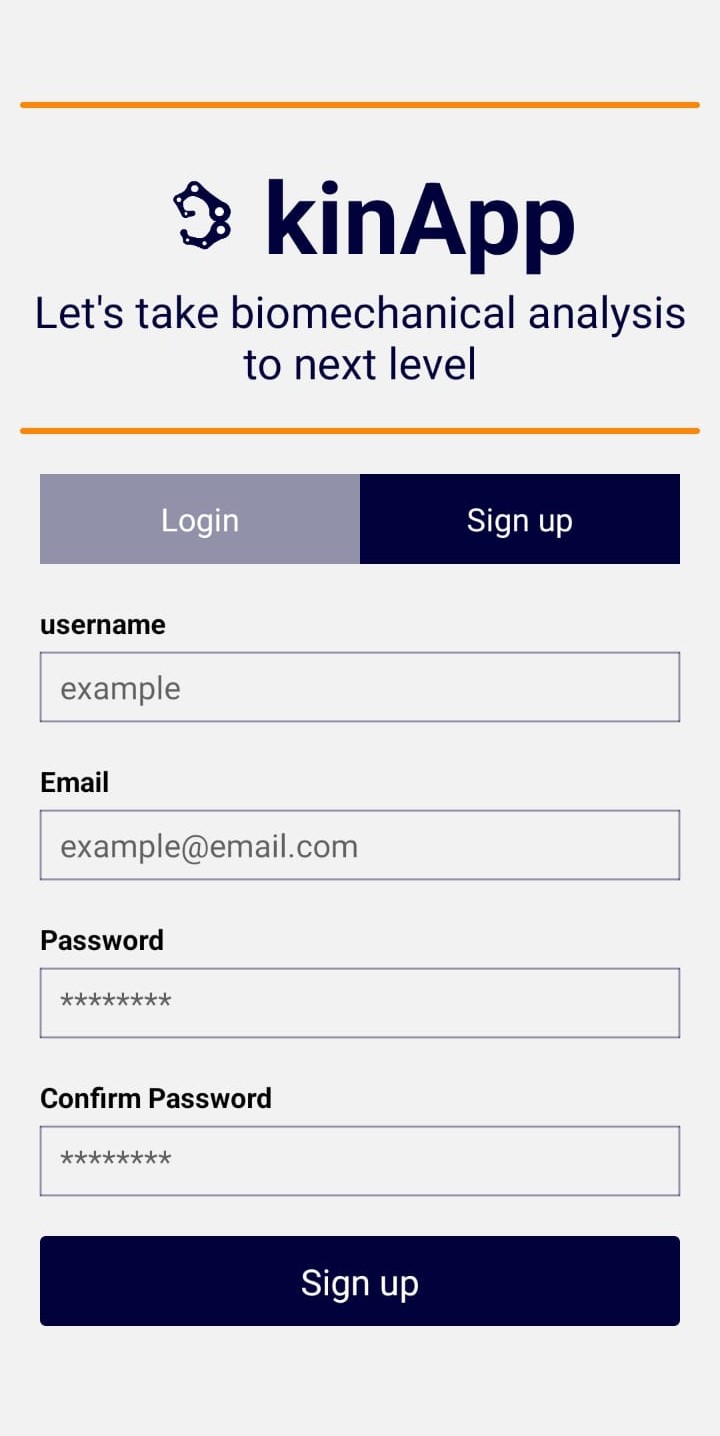 kinApp
Let's take biomechanical analysis
to next level
Login
Sign up
username
example
Email
example@email.com
Password
********
Confirm Password
********
Sign up